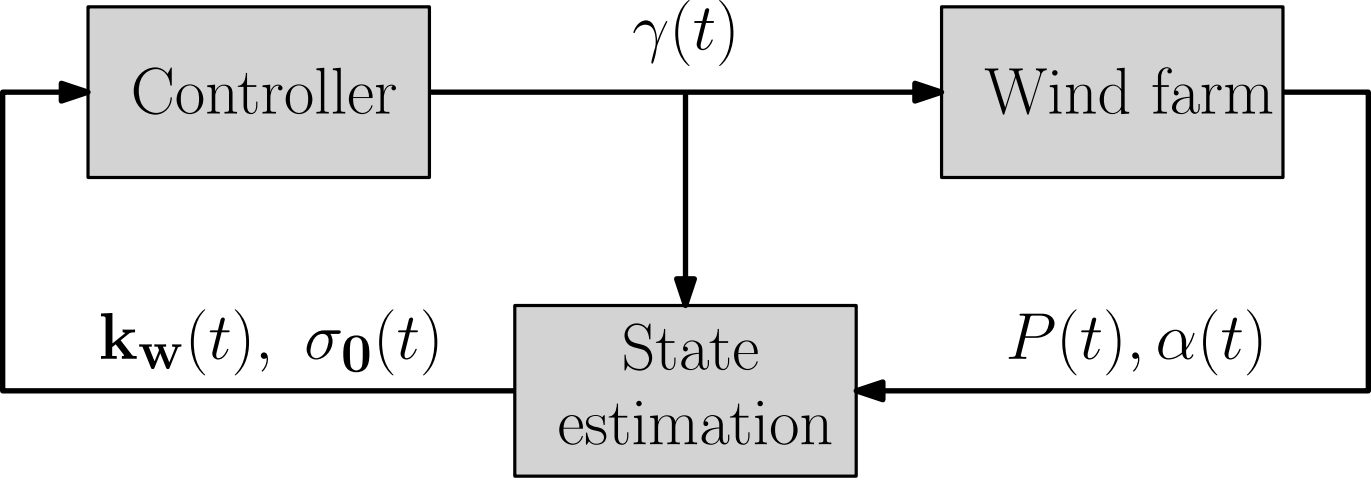 γ(t)
Controller
Wind farm
𝐤_𝐰(t), σ_𝟎(t)
State
estimation
P(t), α(t)